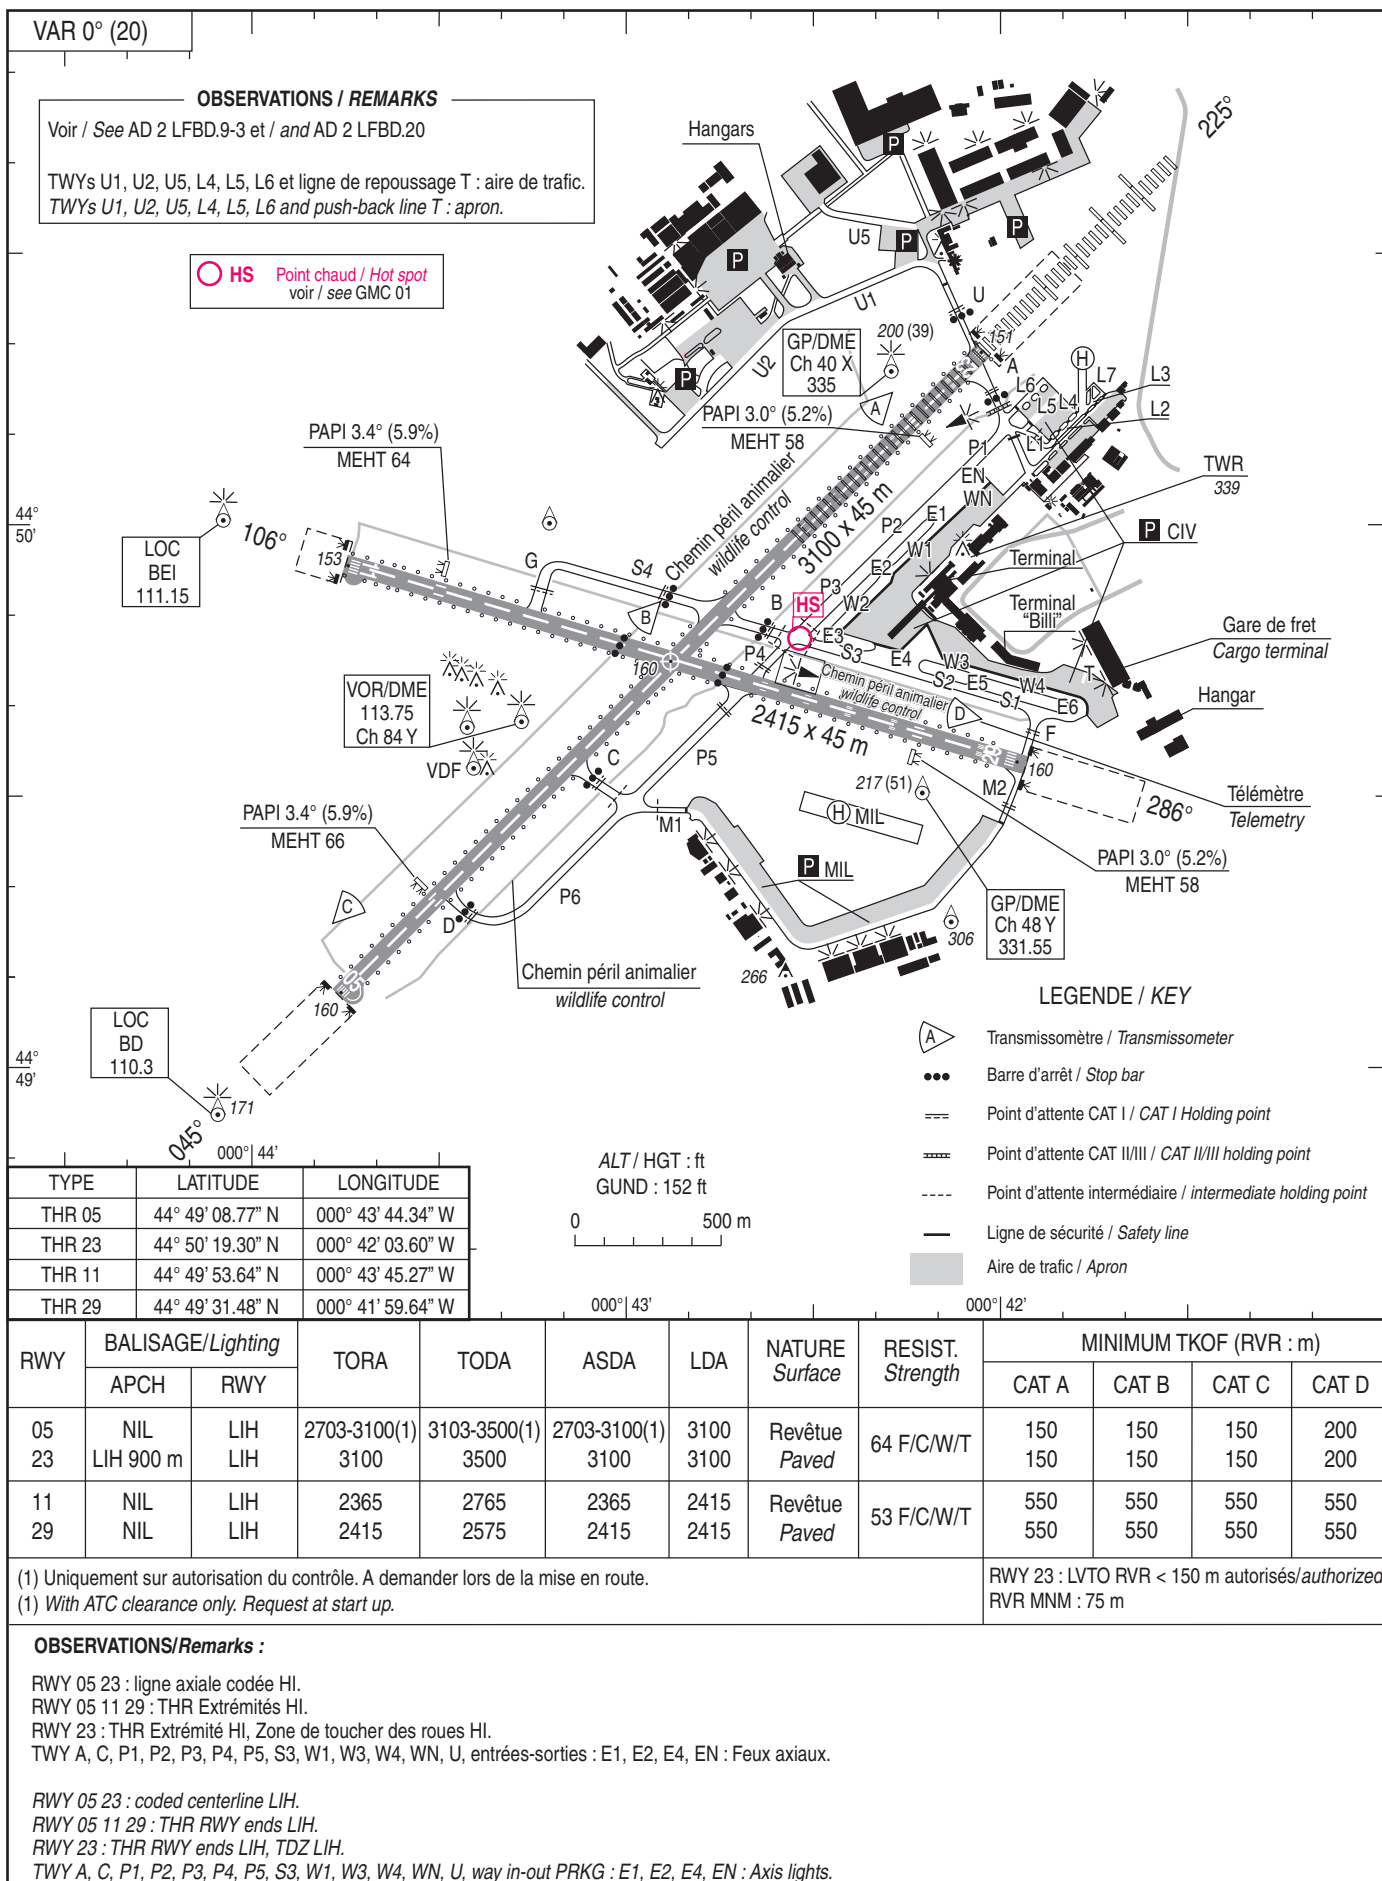 VAR 0° (20)
OBSERVATIONS / REMARKS
Voir / See AD 2 LFBD.9-3 et / and AD 2 LFBD.20
TWYs U1, U2, U5, L4, L5, L6 et ligne de repoussage T : aire de trafic.
TWYs U1, U2, U5, L4, L5, L6 and push-back line T : apron.
HS Point chaud / Hot spot
voir / see GMC 01
Hangars
P
P
P
P
P
225°
U5
U1
U2
U
151
23
A
GP/DME
Ch 40 X
335
200 (39)
A
PAPI 3.0° (5.2%)
MEHT 58
H
L6
L5
L4
L7
L3
L2
L1
PAPI 3.4° (5.9%)
MEHT 64
P1
EN
WN
TWR
339
44°
50'
LOC
BEI
111.15
106°
153
G
S4
Chemin péril animalier
wildlife control
3100 x 45 m
P2
E1
W1
P3
E2
W2
P CIV
Terminal
Terminal
“Billi”
Gare de fret
Cargo terminal
Hangar
B
HS
B
E3
S3
E4
W3
S2
E5
W4
S1
E6
T
P4
160
Chemin péril animalier
wildlife control
D
F
VOR/DME
113.75
Ch 84 Y
VDF
2415 x 45 m
29
160
286°
P5
C
217 (51)
M2
H MIL
M1
Télémètre
Telemetry
PAPI 3.4° (5.9%)
MEHT 66
PAPI 3.0° (5.2%)
MEHT 58
P MIL
C
P6
D
GP/DME
Ch 48 Y
331.55
306
266
Chemin péril animalier
wildlife control
05
160
LOC
BD
110.3
44°
49'
171
045°
000° 44'
LEGENDE / KEY
A Transmissomètre / Transmissometer
Barre d'arrêt / Stop bar
Point d'attente CAT I / CAT I Holding point
Point d'attente CAT II/III / CAT II/III holding point
Point d'attente intermédiaire / intermediate holding point
Ligne de sécurité / Safety line
Aire de trafic / Apron
ALT / HGT : ft
GUND : 152 ft
0 500 m
000° 43'
000° 42'
TYPE LATITUDE LONGITUDE
THR 05 44° 49' 08.77” N 000° 43' 44.34” W
THR 23 44° 50' 19.30” N 000° 42' 03.60” W
THR 11 44° 49' 53.64” N 000° 43' 45.27” W
THR 29 44° 49' 31.48” N 000° 41' 59.64” W
RWY BALISAGE/Lighting TORA TODA ASDA LDA NATURE Surface RESIST. Strength MINIMUM TKOF (RVR : m)
APCH RWY CAT A CAT B CAT C CAT D
05 NIL LIH 2703-3100(1) 3103-3500(1) 2703-3100(1) 3100 Revêtue 64 F/C/W/T 150 150 150 200
23 LIH 900 m LIH 3100 3500 3100 3100 Paved 150 150 150 200
11 NIL LIH 2365 2765 2365 2415 Revêtue 53 F/C/W/T 550 550 550 550
29 NIL LIH 2415 2575 2415 2415 Paved 550 550 550 550
(1) Uniquement sur autorisation du contrôle. A demander lors de la mise en route.
(1) With ATC clearance only. Request at start up.
RWY 23 : LVTO RVR < 150 m autorisés/authorized
RVR MNM : 75 m
OBSERVATIONS/Remarks :
RWY 05 23 : ligne axiale codée HI.
RWY 05 11 29 : THR Extrémités HI.
RWY 23 : THR Extrémité HI, Zone de toucher des roues HI.
TWY A, C, P1, P2, P3, P4, P5, S3, W1, W3, W4, WN, U, entrées-sorties : E1, E2, E4, EN : Feux axiaux.
RWY 05 23 : coded centerline LIH.
RWY 05 11 29 : THR RWY ends LIH.
RWY 23 : THR RWY ends LIH, TDZ LIH.
TWY A, C, P1, P2, P3, P4, P5, S3, W1, W3, W4, WN, U, way in-out PRKG : E1, E2, E4, EN : Axis lights.